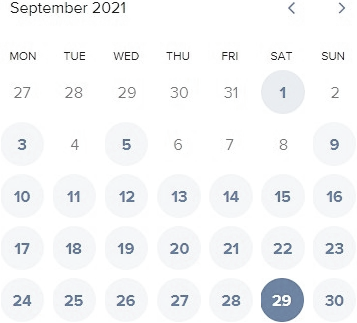 September 2021
MON TUE WED THU FRI SAT SUN
27 28 29 30 31 1 2
3 4 5 6 7 8 9
10 11 12 13 14 15 16
17 18 19 20 21 22 23
24 25 26 27 28 29 30